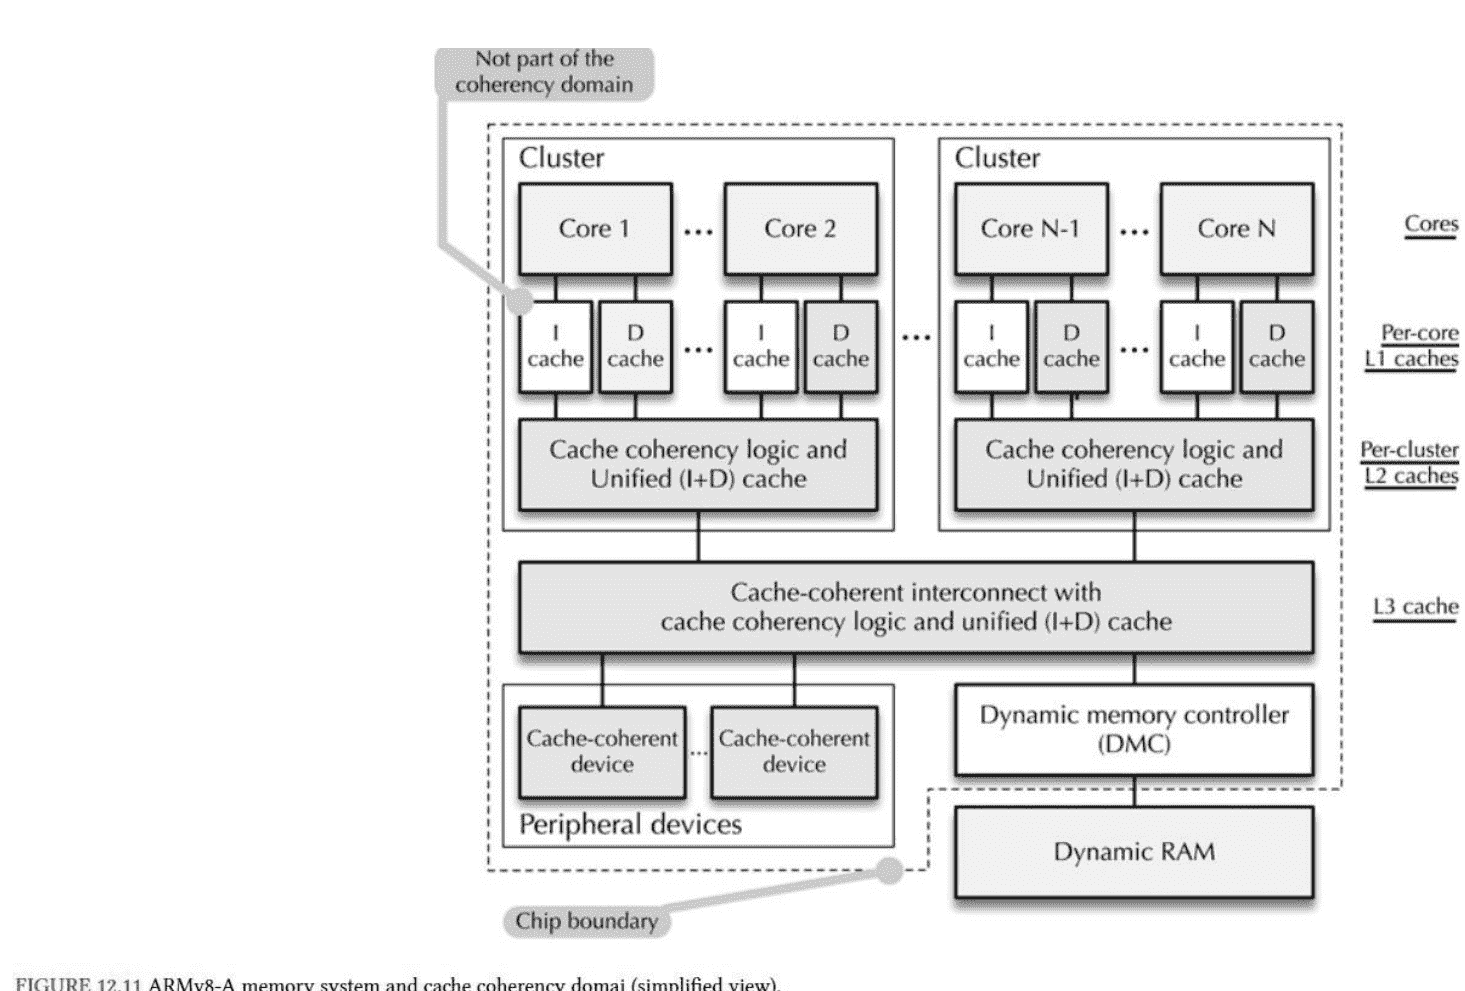 Not part of the
coherency domain
Cluster
Cluster
Core 1
...
Core 2
Core N-1
...
Core N
Cores
I
cache
D
cache
...
I
cache
D
cache
...
I
cache
D
cache
...
I
cache
D
cache
Per-core
L1 caches
Cache coherency logic and
Unified (I+D) cache
Cache coherency logic and
Unified (I+D) cache
Per-cluster
L2 caches
Cache-coherent interconnect with
cache coherency logic and unified (I+D) cache
L3 cache
Cache-coherent
device
...
Cache-coherent
device
Peripheral devices
Dynamic memory controller
(DMC)
Dynamic RAM
Chip boundary
FIGURE 12.11 ARMv8-A memory system and cache coherency domai (simplified view).